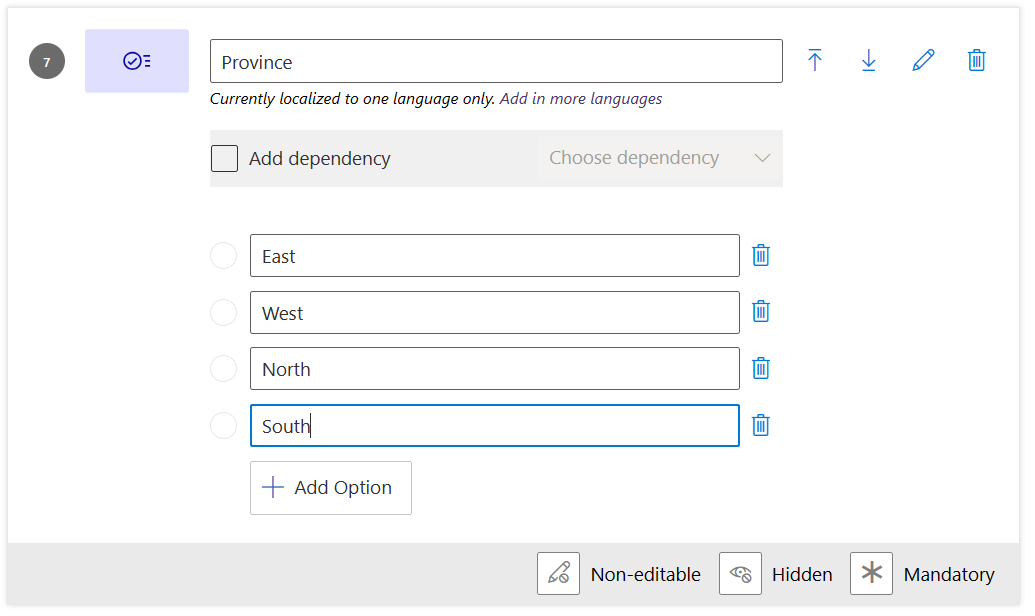 7
Province
Currently localized to one language only. Add in more languages
Add dependency Choose dependency
East
West
North
South
Add Option
Non-editable Hidden Mandatory